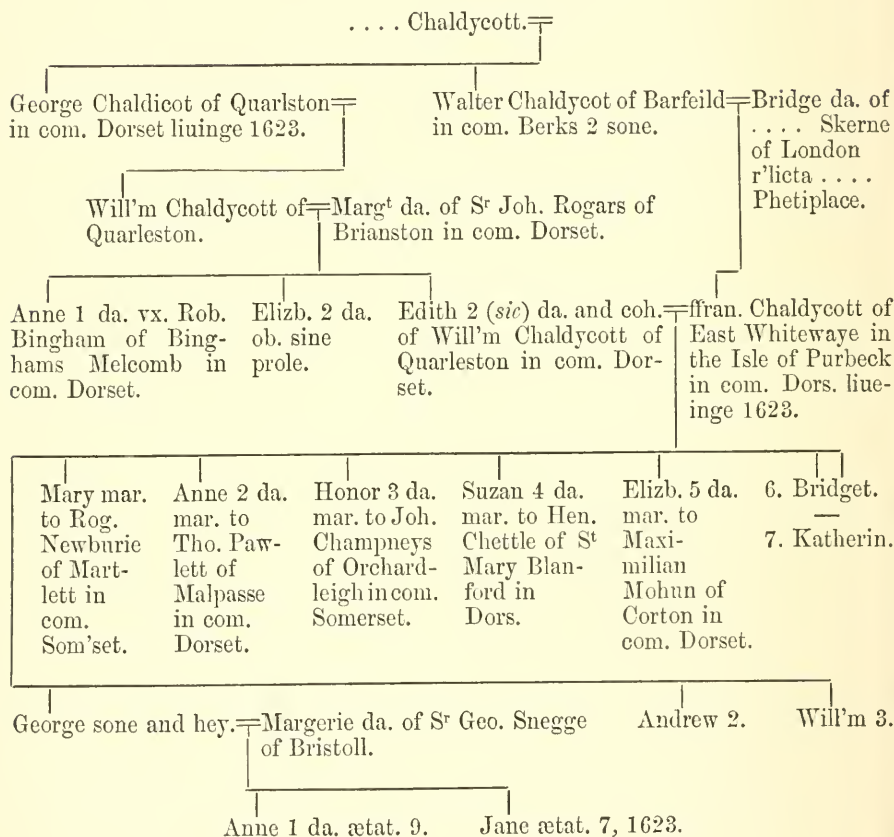 . . . . Chaldycott.
George Chaldicot of Quarlston
in com. Dorset liuinge 1623.
Walter Chaldycot of Barfeild
in com. Berks 2 sone.
Bridge da. of
. . . . Skerne
of London
r'licta . . . .
Phetiplace.
Will'm Chaldycott of
Quarleston.
Margᵗ da. of Sʳ Joh. Rogars of
Brianston in com. Dorset.
Anne 1 da. vx. Rob.
Bingham of Bing-
hams Melcomb in
com. Dorset.
Elizb. 2 da.
ob. sine
prole.
Edith 2 (sic) da. and coh.
of Will'm Chaldycott of
Quarleston in com. Dor-
set.
ffran. Chaldycott of
East Whitewaye in
the Isle of Purbeck
in com. Dors. liue-
inge 1623.
Mary mar.
to Rog.
Newburie
of Mart-
lett in
com.
Som'set.
Anne 2 da.
mar. to
Tho. Paw-
lett of
Malpasse
in com.
Dorset.
Honor 3 da.
mar. to Joh.
Champneys
of Orchard-
leigh in com.
Somerset.
Suzan 4 da.
mar. to Hen.
Chettle of Sᵗ
Mary Blan-
ford in
Dors.
Elizb. 5 da.
mar. to
Maxi-
milian
Mohun of
Corton in
com. Dorset.
6. Bridget.
—
7. Katherin.
George sone and hey.
Margerie da. of Sʳ Geo. Snegge
of Bristoll.
Andrew 2.
Will'm 3.
Anne 1 da. ætat. 9.
Jane ætat. 7, 1623.